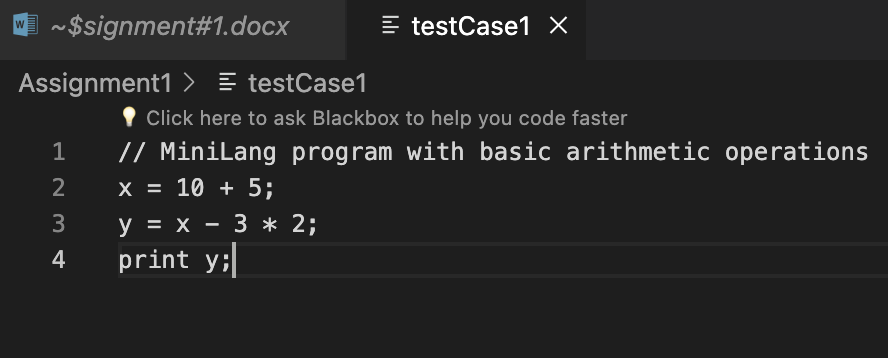 ~$signment#1.docx testCase1
Assignment1 > testCase1
Click here to ask Blackbox to help you code faster
1 // MiniLang program with basic arithmetic operations
2 x = 10 + 5;
3 y = x - 3 * 2;
4 print y;